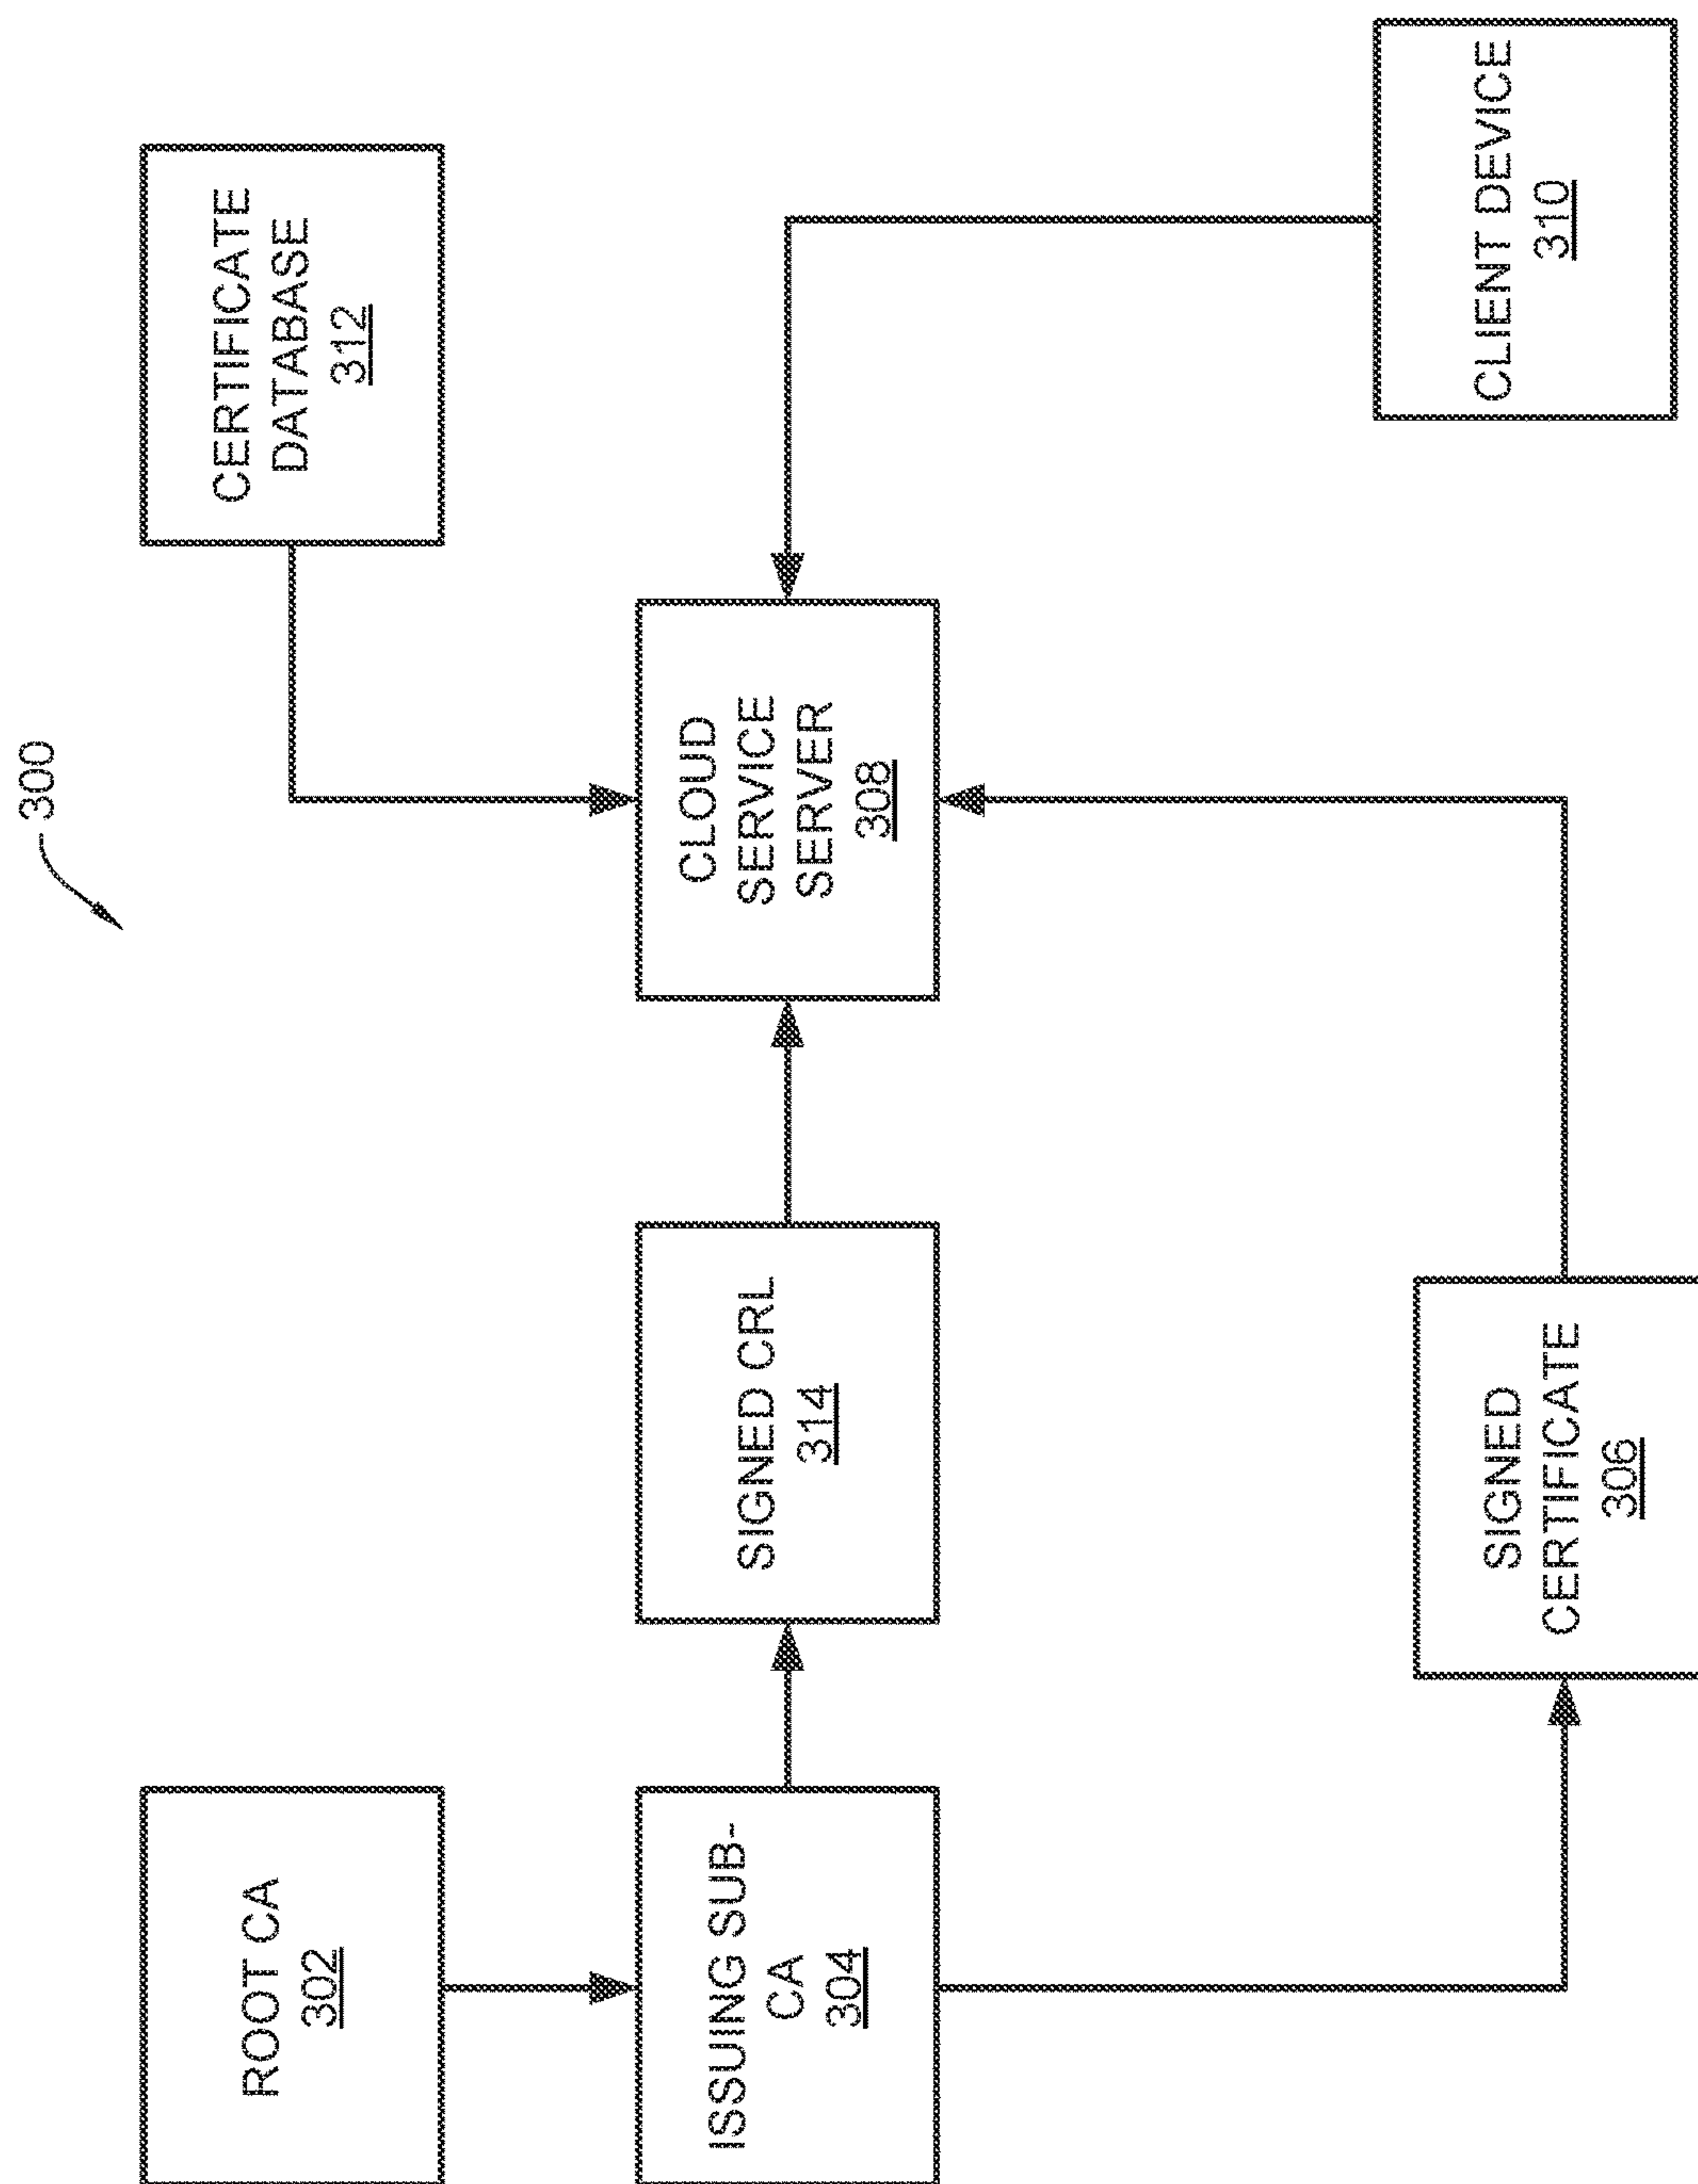 300
ROOT CA
302
CERTIFICATE
DATABASE
312
ISSUING SUB-
CA
304
SIGNED CRL
314
CLOUD
SERVICE
SERVER
308
SIGNED
CERTIFICATE
306
CLIENT DEVICE
310